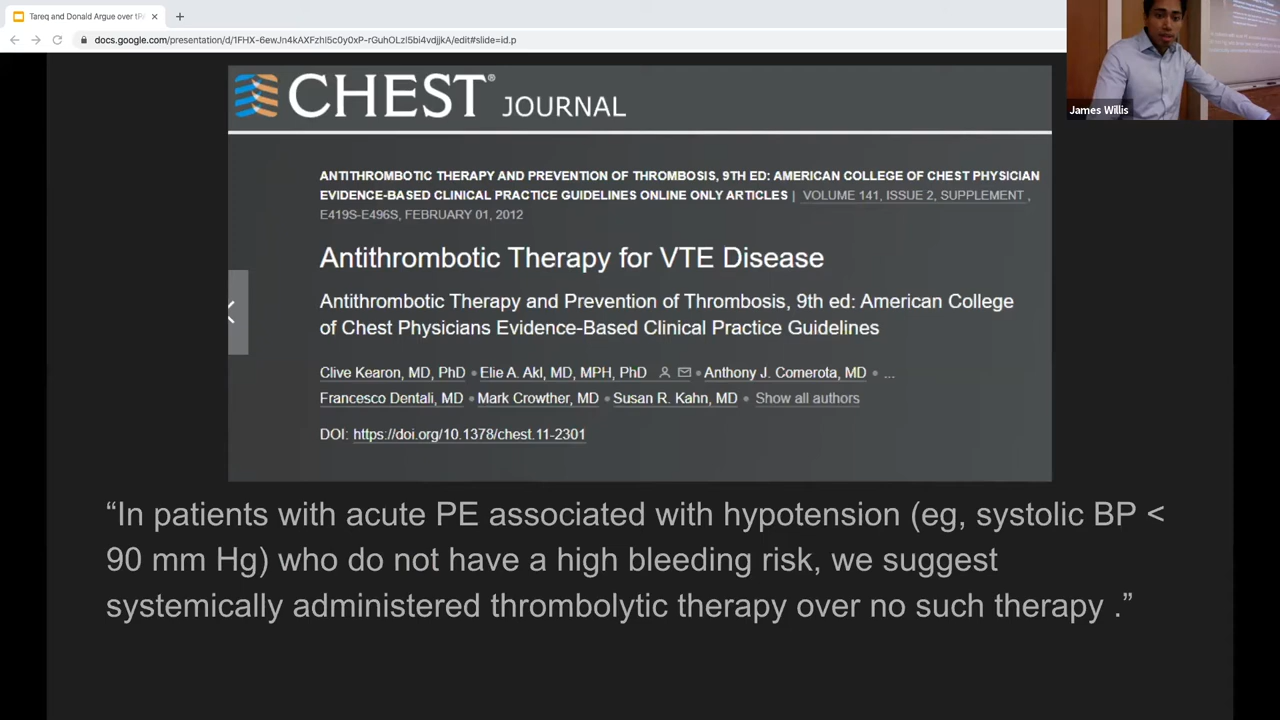 Tareq and Donald Argue over tP
docs.google.com/presentation/d/1FHX-6ewJn4kAXFzhI5c0y0xP-rGuhOLzI5bi4vdjjkA/edit#slide=id.p
James Willis
CHEST® JOURNAL
ANTITHROMBOTIC THERAPY AND PREVENTION OF THROMBOSIS, 9TH ED: AMERICAN COLLEGE OF CHEST PHYSICIAN
EVIDENCE-BASED CLINICAL PRACTICE GUIDELINES ONLINE ONLY ARTICLES | VOLUME 141, ISSUE 2, SUPPLEMENT ,
E419S-E496S, FEBRUARY 01, 2012
Antithrombotic Therapy for VTE Disease
Antithrombotic Therapy and Prevention of Thrombosis, 9th ed: American College
of Chest Physicians Evidence-Based Clinical Practice Guidelines
Clive Kearon, MD, PhD • Elie A. Akl, MD, MPH, PhD • Anthony J. Comerota, MD • ...
Francesco Dentali, MD • Mark Crowther, MD • Susan R. Kahn, MD • Show all authors
DOI: https://doi.org/10.1378/chest.11-2301
“In patients with acute PE associated with hypotension (eg, systolic BP <
90 mm Hg) who do not have a high bleeding risk, we suggest
systemically administered thrombolytic therapy over no such therapy .”